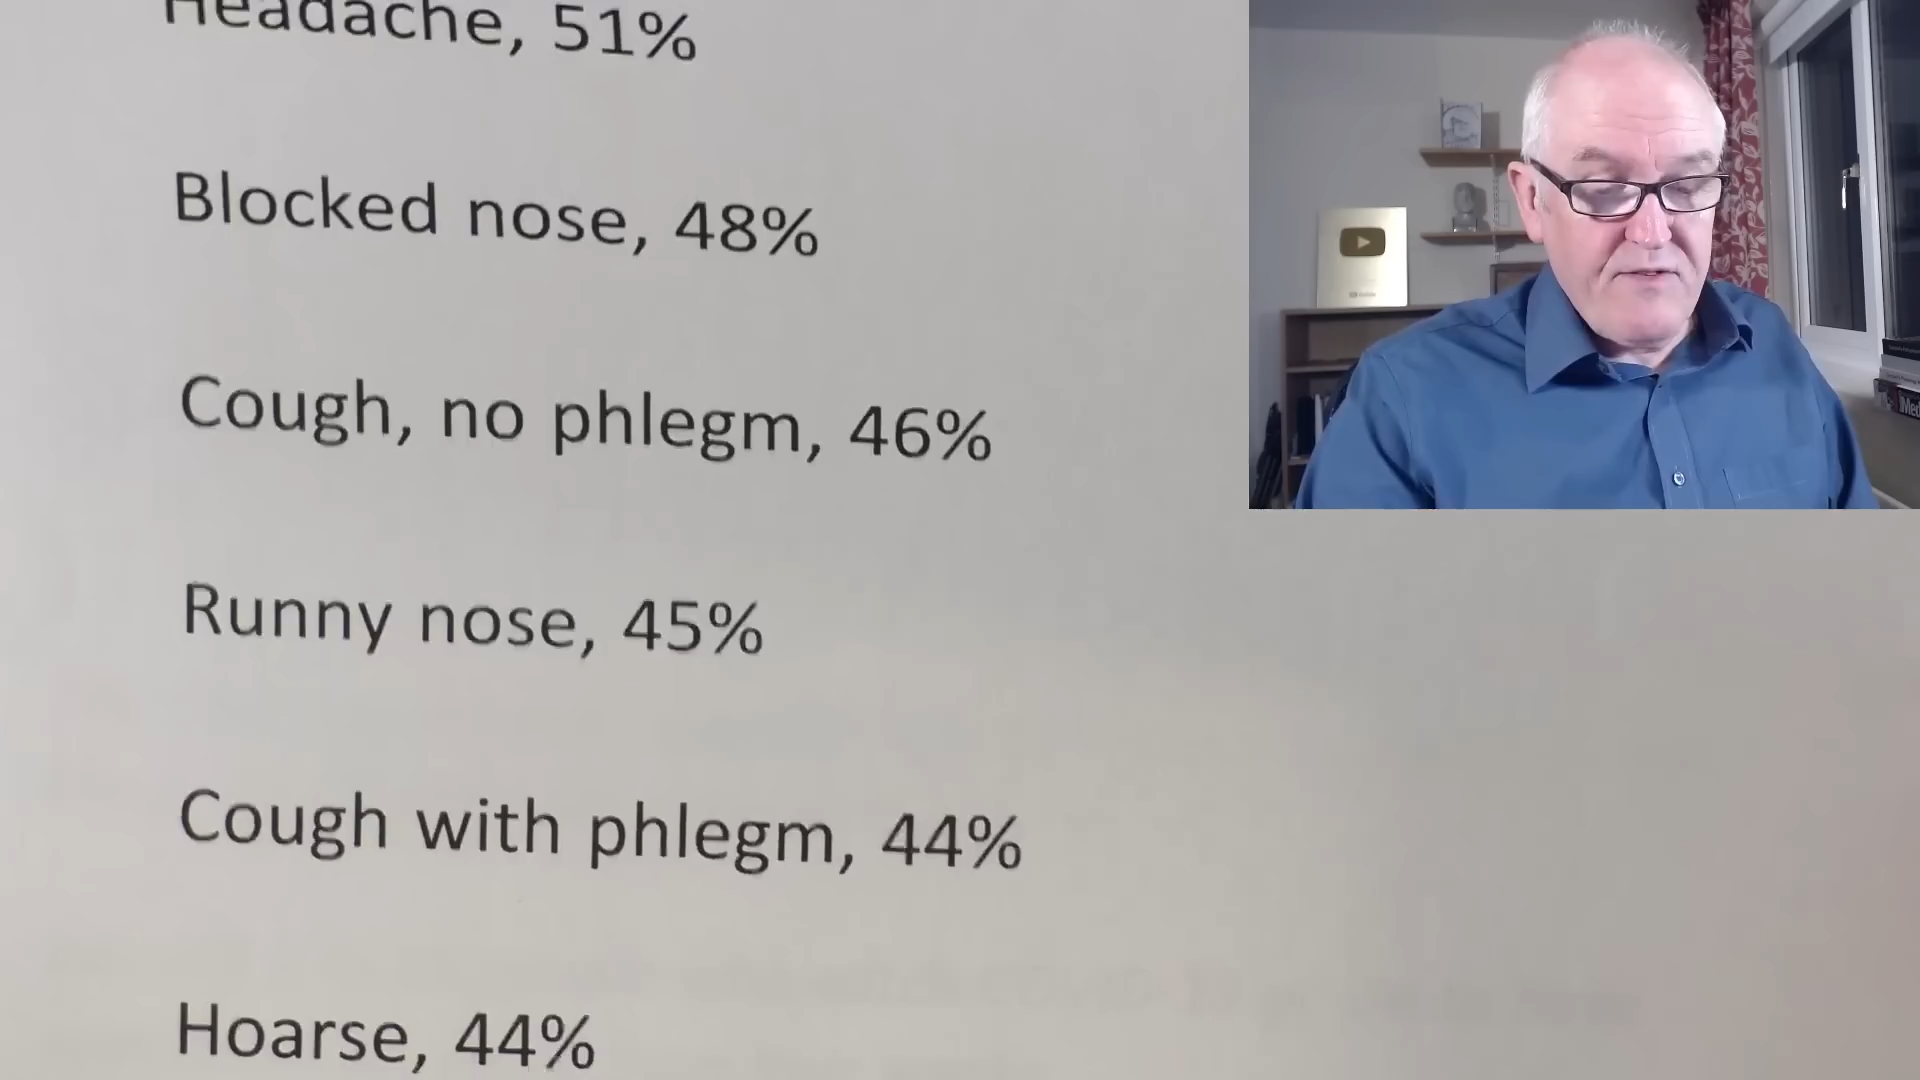 Headache, 51%
Blocked nose, 48%
Cough, no phlegm, 46%
Runny nose, 45%
Cough with phlegm, 44%
Hoarse, 44%